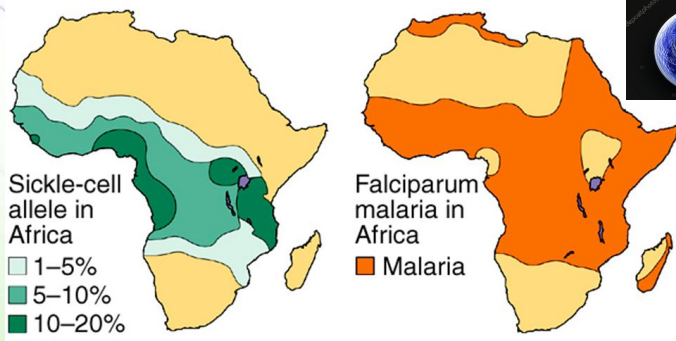 Sickle-cell
allele in
Africa
1–5%
5–10%
10–20%
Falciparum
malaria in
Africa
Malaria